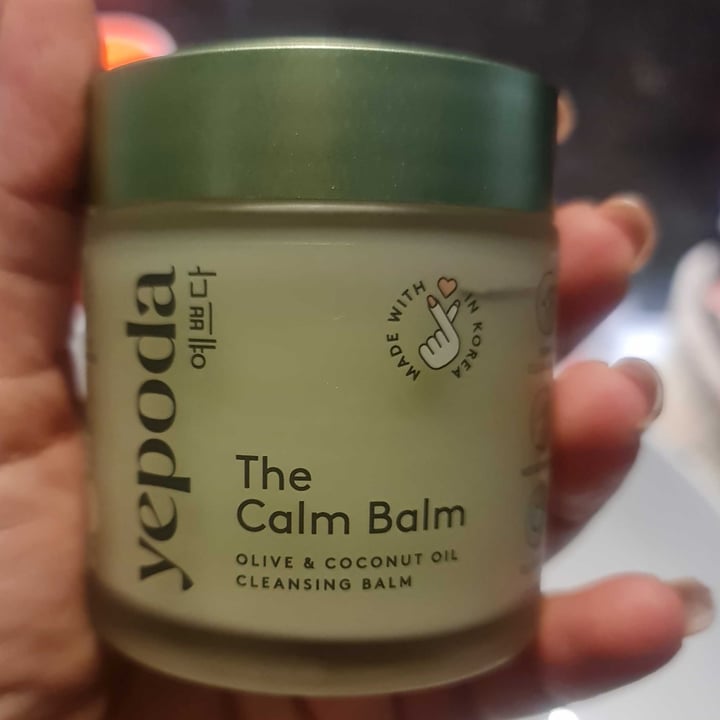 yepoda
예쁘다
MADE WITH IN KOREA
The
Calm Balm
OLIVE & COCONUT OIL
CLEANSING BALM